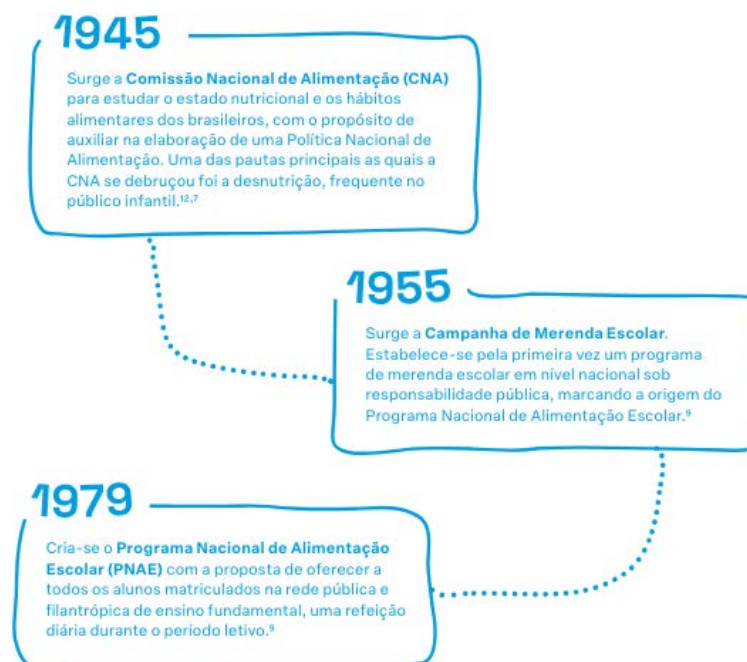 1945
Surge a Comissão Nacional de Alimentação (CNA)
para estudar o estado nutricional e os hábitos
alimentares dos brasileiros, com o propósito de
auxiliar na elaboração de uma Política Nacional de
Alimentação. Uma das pautas principais as quais a
CNA se debruçou foi a desnutrição, frequente no
público infantil.¹²,⁷
1955
Surge a Campanha de Merenda Escolar.
Estabelece-se pela primeira vez um programa
de merenda escolar em nível nacional sob
responsabilidade pública, marcando a origem do
Programa Nacional de Alimentação Escolar.⁹
1979
Cria-se o Programa Nacional de Alimentação
Escolar (PNAE) com a proposta de oferecer a
todos os alunos matriculados na rede pública e
filantrópica de ensino fundamental, uma refeição
diária durante o período letivo.⁹